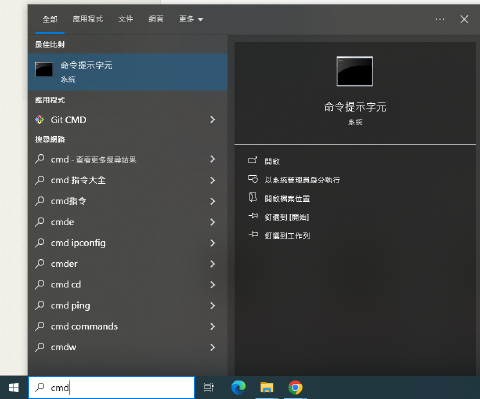 全部 應用程式 文件 網頁 更多
最佳比對
命令提示字元
系統
應用程式
Git CMD
搜尋網路
cmd - 查看更多搜尋結果
cmd 指令大全
cmd指令
cmde
cmd ipconfig
cmder
cmd cd
cmd ping
cmd commands
cmdw
命令提示字元
系統
開啟
以系統管理員身分執行
開啟檔案位置
釘選到 [開始]
釘選到工作列
cmd